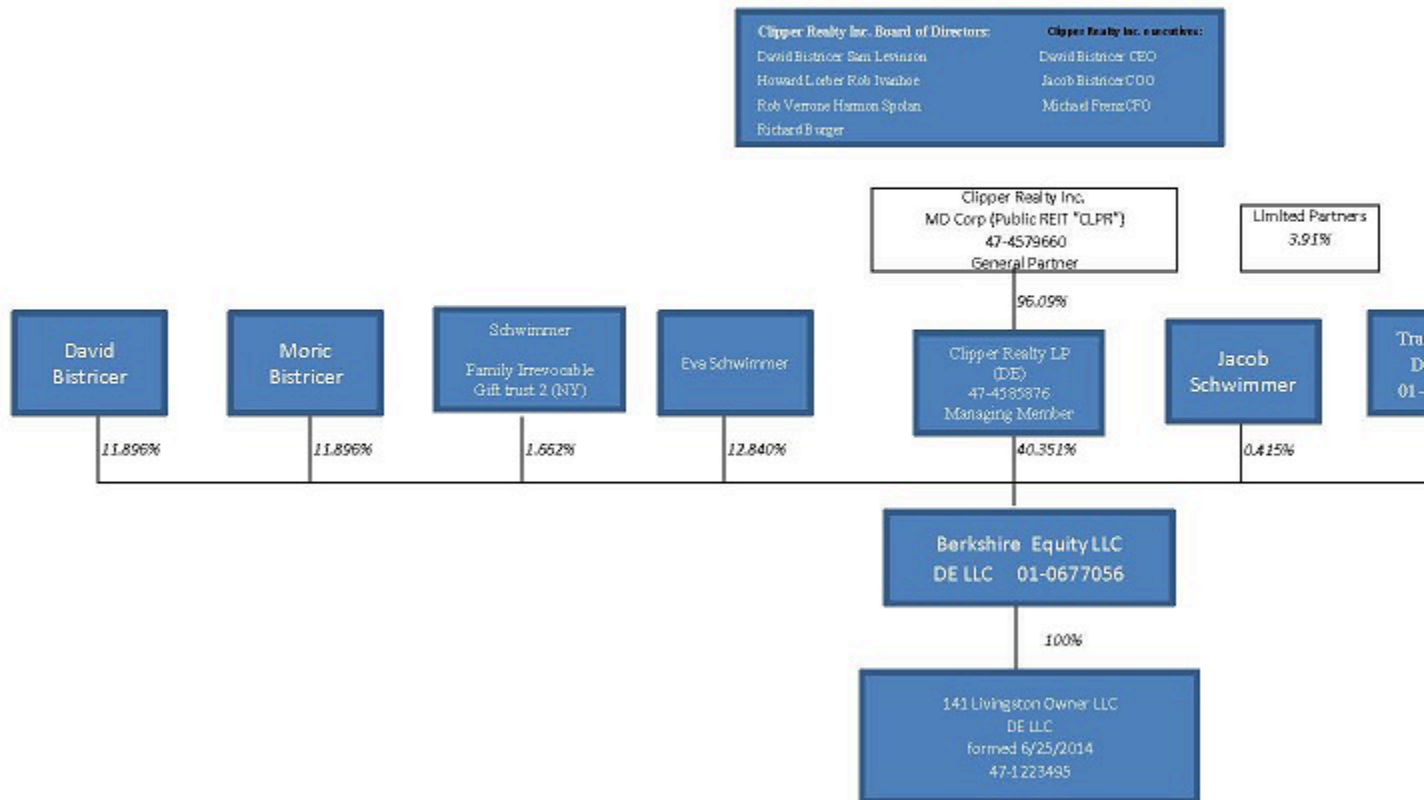 Clipper Realty Inc. Board of Directors:
Clipper Realty Inc. executives:
David Bistricer Sam Levinson
David Bistricer CEO
Howard Lorber Rob Ivanhoe
Jacob BistricerCOO
Rob Verrone Harmon Spolan
Michael FrenzCFO
Richard Burger
Clipper Realty Inc.
MD Corp (Public REIT "CLPR")
47-4579660
General Partner
Limited Partners
3.91%
96.09%
David
Bistricer
Moric
Bistricer
Schwimmer
Family Irrevocable
Gift trust 2 (NY)
Eva Schwimmer
Clipper Realty LP
(DE)
47-4585876
Managing Member
Jacob
Schwimmer
Tra
D
01-
11.896%
11.896%
1.662%
12.840%
40.351%
0.415%
Berkshire Equity LLC
DE LLC 01-0677056
100%
141 Livingston Owner LLC
DE LLC
formed 6/25/2014
47-1223495